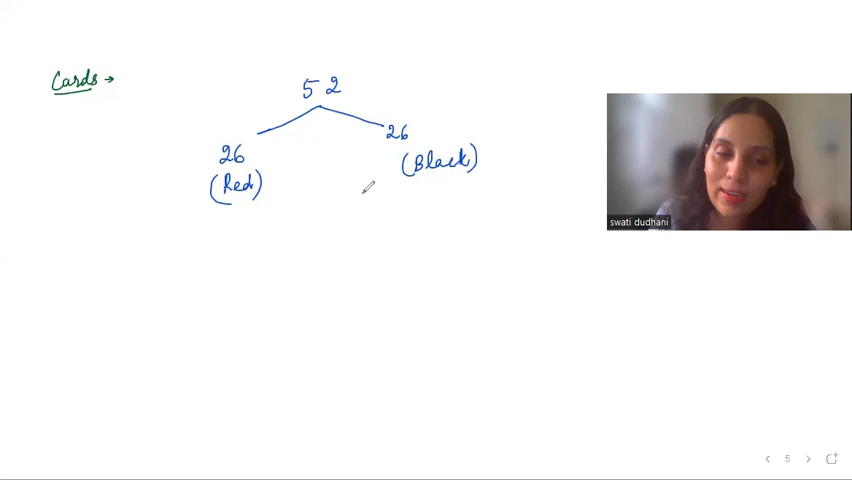 Cards →
52
26
26
(Red)
(Black)
swati dudhani
5